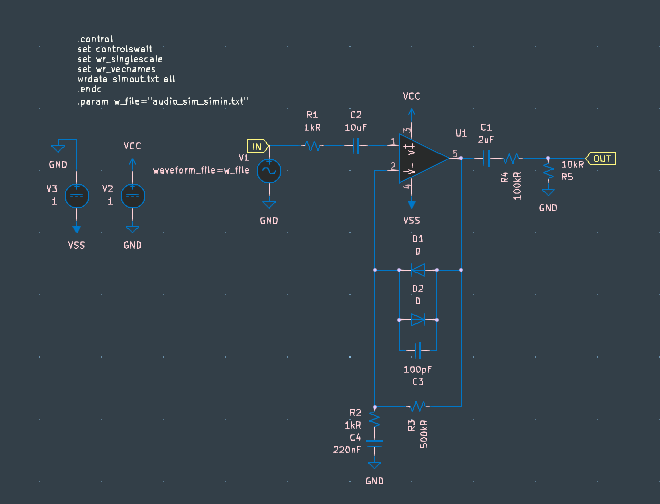 .control
set controlswait
set wr_singlescale
set wr_vecnames
wrdata simout.txt all
.endc
.param w_file="audio_sim_simin.txt"
GND
V3
1
VSS
VCC
V2
1
GND
IN
V1
waveform_file=w_file
GND
R1
1kR
C2
10uF
VCC
U1
1
+
3
V+
2
-
V-
4
5
VSS
C1
2uF
R4
100kR
OUT
10kR
R5
GND
D1
D
D2
D
100pF
C3
R2
1kR
R3
500kR
C4
220nF
GND